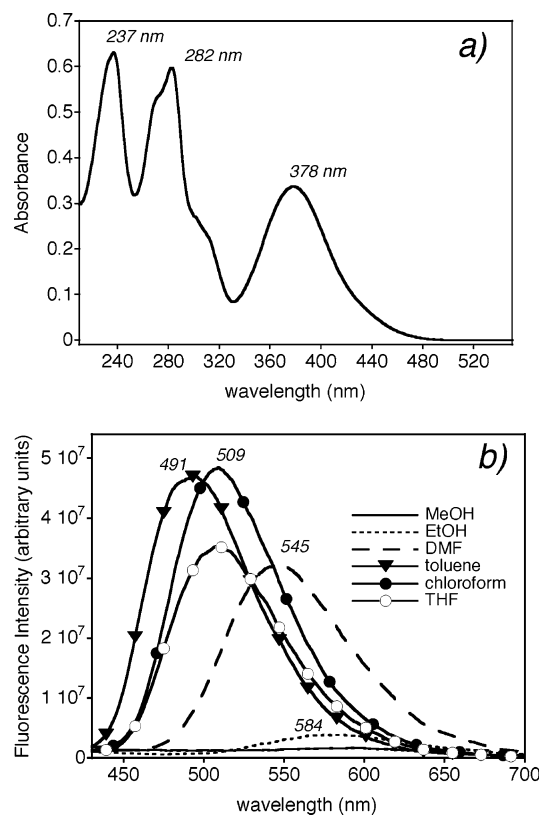 a)
237 nm
282 nm
378 nm
Absorbance
0.7
0.6
0.5
0.4
0.3
0.2
0.1
0
240 280 320 360 400 440 480 520
wavelength (nm)
b)
491
509
545
584
MeOH
EtOH
DMF
toluene
chloroform
THF
Fluorescence Intensity (arbitrary units)
5 10⁷
4 10⁷
3 10⁷
2 10⁷
1 10⁷
0
450 500 550 600 650 700
wavelength (nm)